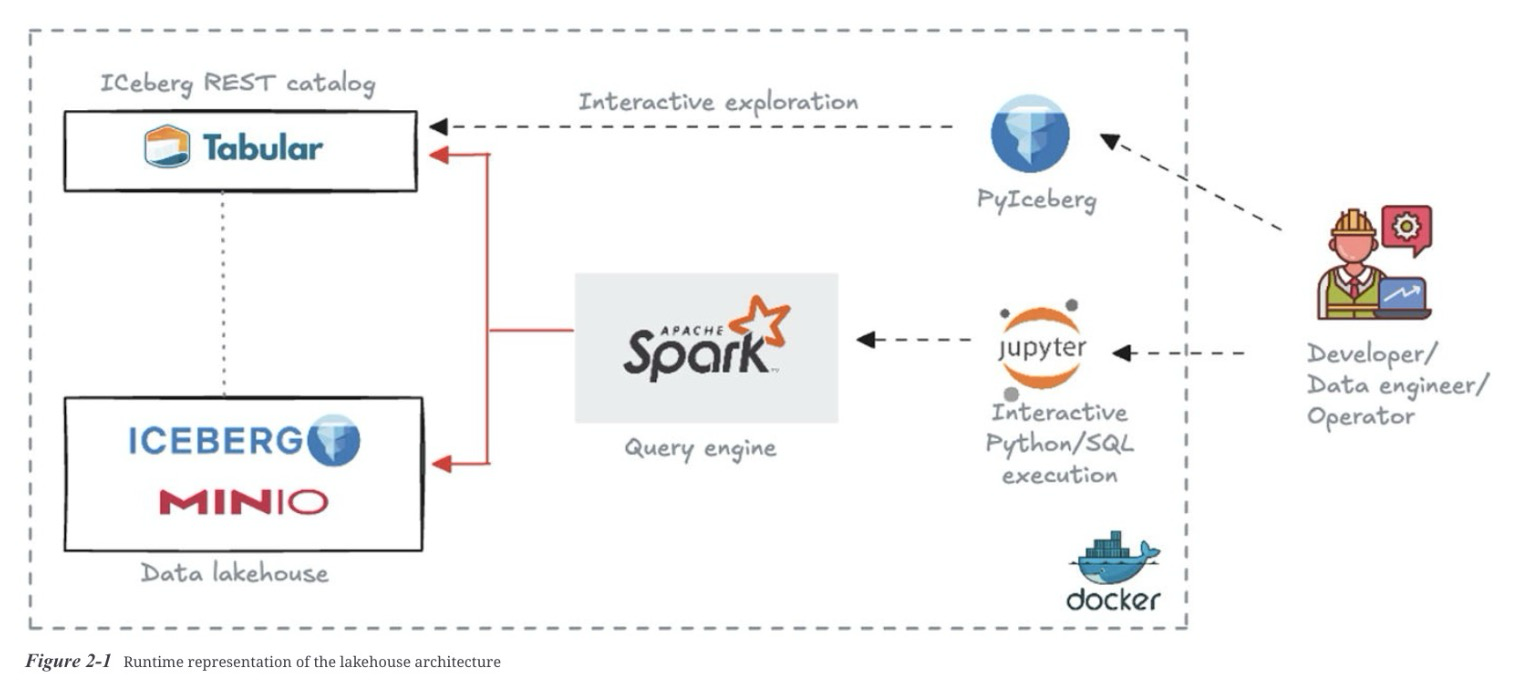 ICeberg REST catalog
Tabular
Interactive exploration
PyIceberg
APACHE
Spark
Query engine
jupyter
Interactive
Python/SQL
execution
Developer/
Data engineer/
Operator
ICEBERG
MINIO
Data lakehouse
docker
Figure 2-1 Runtime representation of the lakehouse architecture